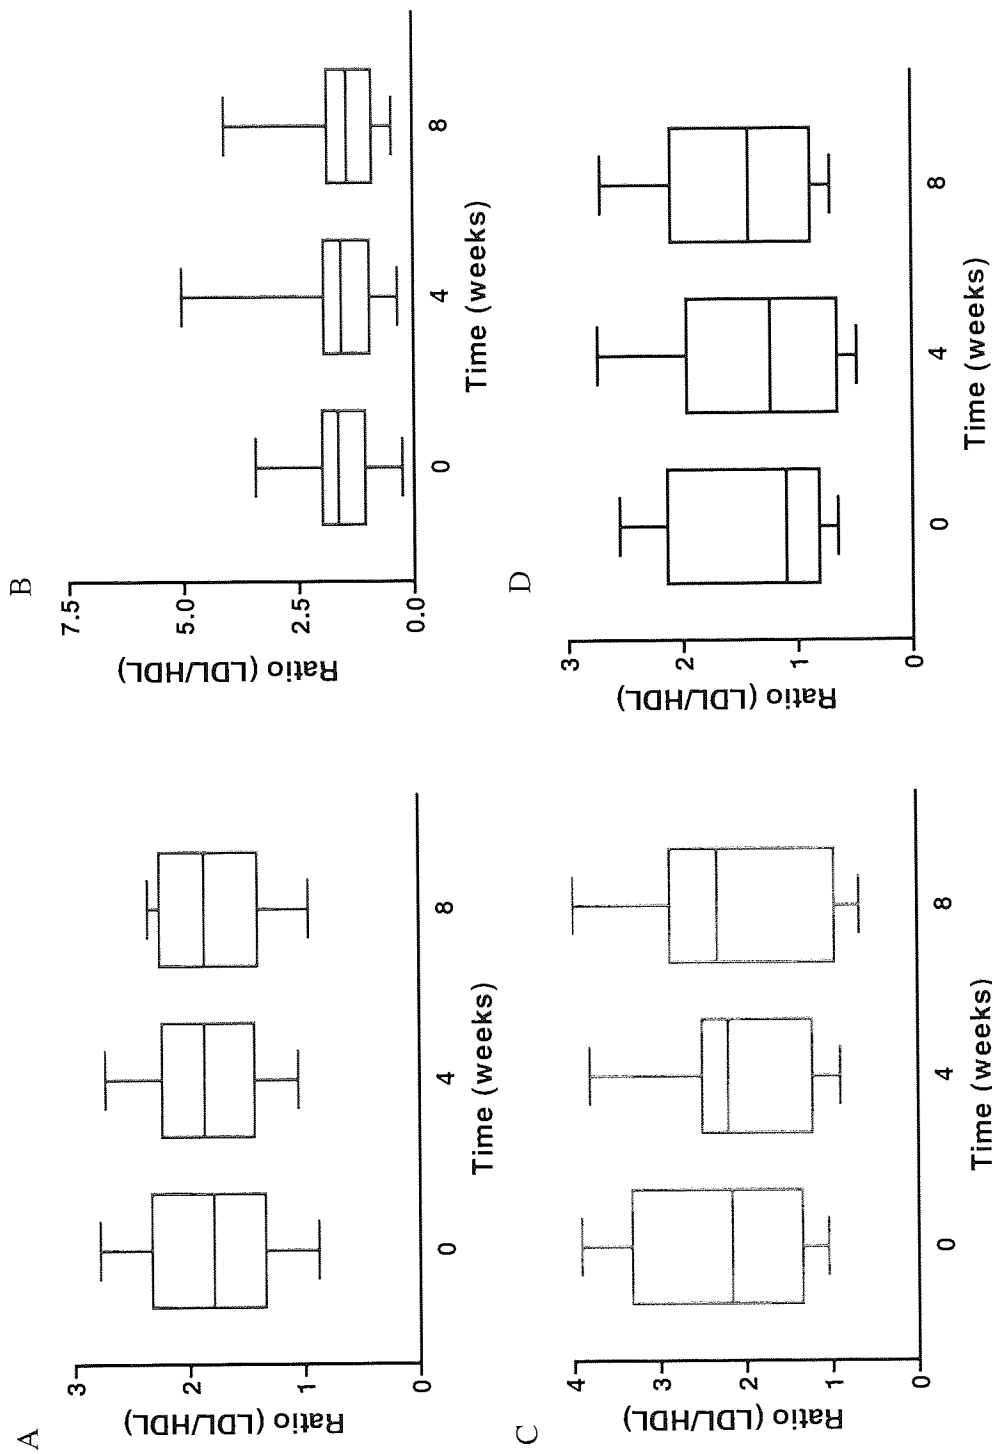 A
Ratio (LDL/HDL)
3
2
1
0
0 4 8
Time (weeks)
B
Ratio (LDL/HDL)
7.5
5.0
2.5
0.0
0 4 8
Time (weeks)
C
Ratio (LDL/HDL)
4
3
2
1
0
0 4 8
Time (weeks)
D
Ratio (LDL/HDL)
3
2
1
0
0 4 8
Time (weeks)